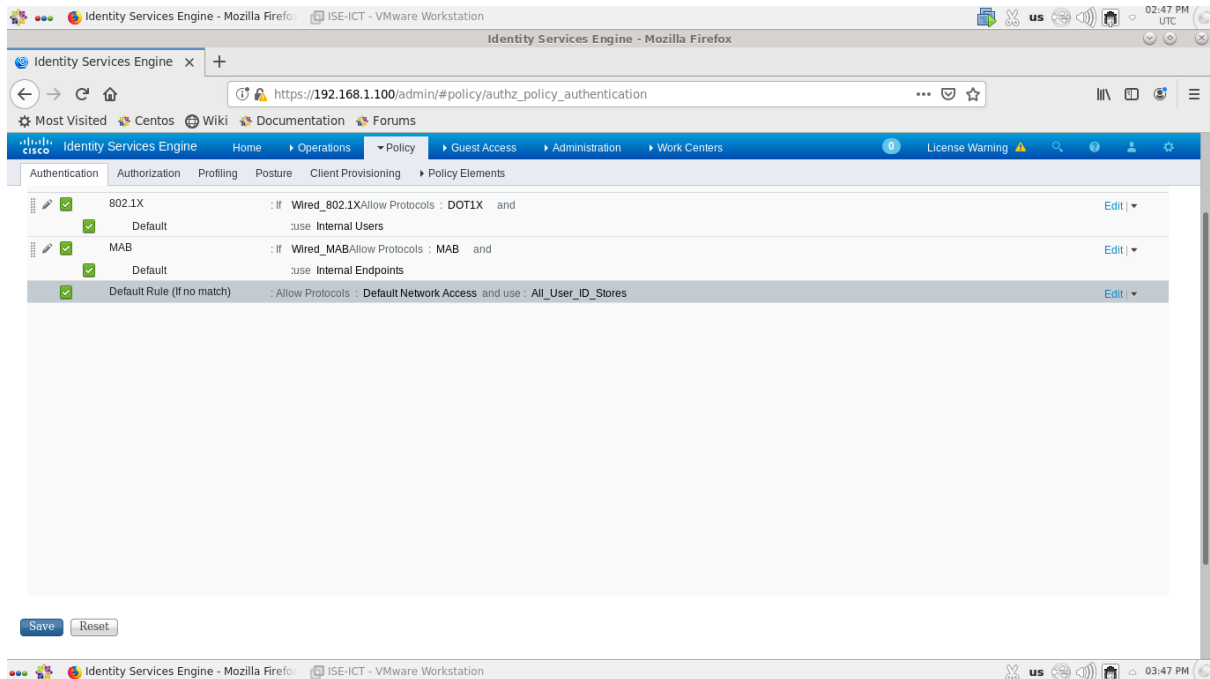 Identity Services Engine - Mozilla Firefox ISE-ICT - VMware Workstation us 02:47 PM UTC
Identity Services Engine - Mozilla Firefox
Identity Services Engine
https://192.168.1.100/admin/#policy/authz_policy_authentication
Most Visited Centos Wiki Documentation Forums
cisco Identity Services Engine Home Operations Policy Guest Access Administration Work Centers 0 License Warning
Authentication Authorization Profiling Posture Client Provisioning Policy Elements
802.1X : If Wired_802.1XAllow Protocols : DOT1X and Edit |
Default :use Internal Users
MAB : If Wired_MABAllow Protocols : MAB and Edit |
Default :use Internal Endpoints
Default Rule (If no match) : Allow Protocols : Default Network Access and use : All_User_ID_Stores Edit |
Save Reset
Identity Services Engine - Mozilla Firefox ISE-ICT - VMware Workstation us 03:47 PM